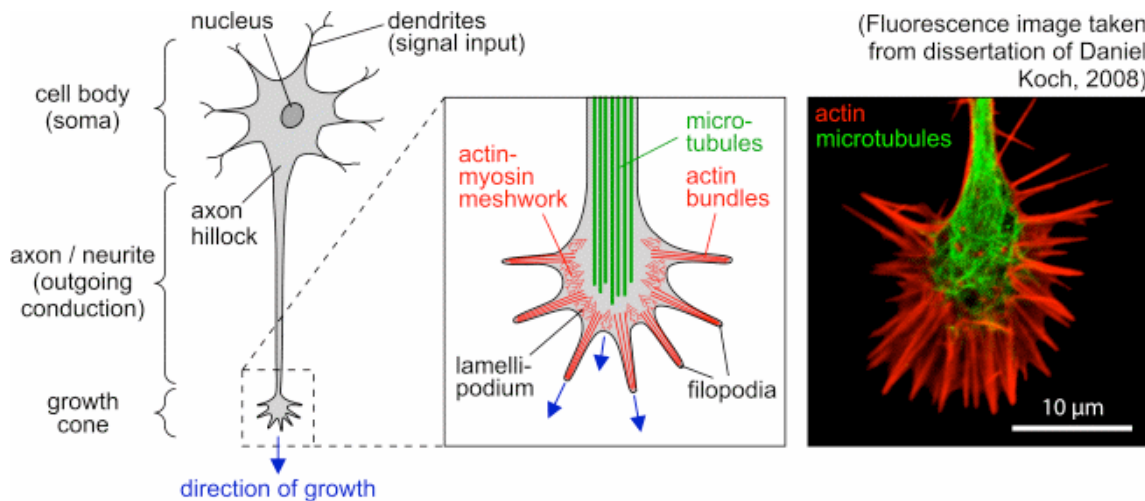 nucleus
dendrites
(signal input)
cell body
(soma)
axon
hillock
axon / neurite
(outgoing
conduction)
growth
cone
direction of growth
micro-
tubules
actin-
myosin
meshwork
actin
bundles
lamelli-
podium
filopodia
(Fluorescence image taken
from dissertation of Daniel
Koch, 2008)
actin
microtubules
10 µm